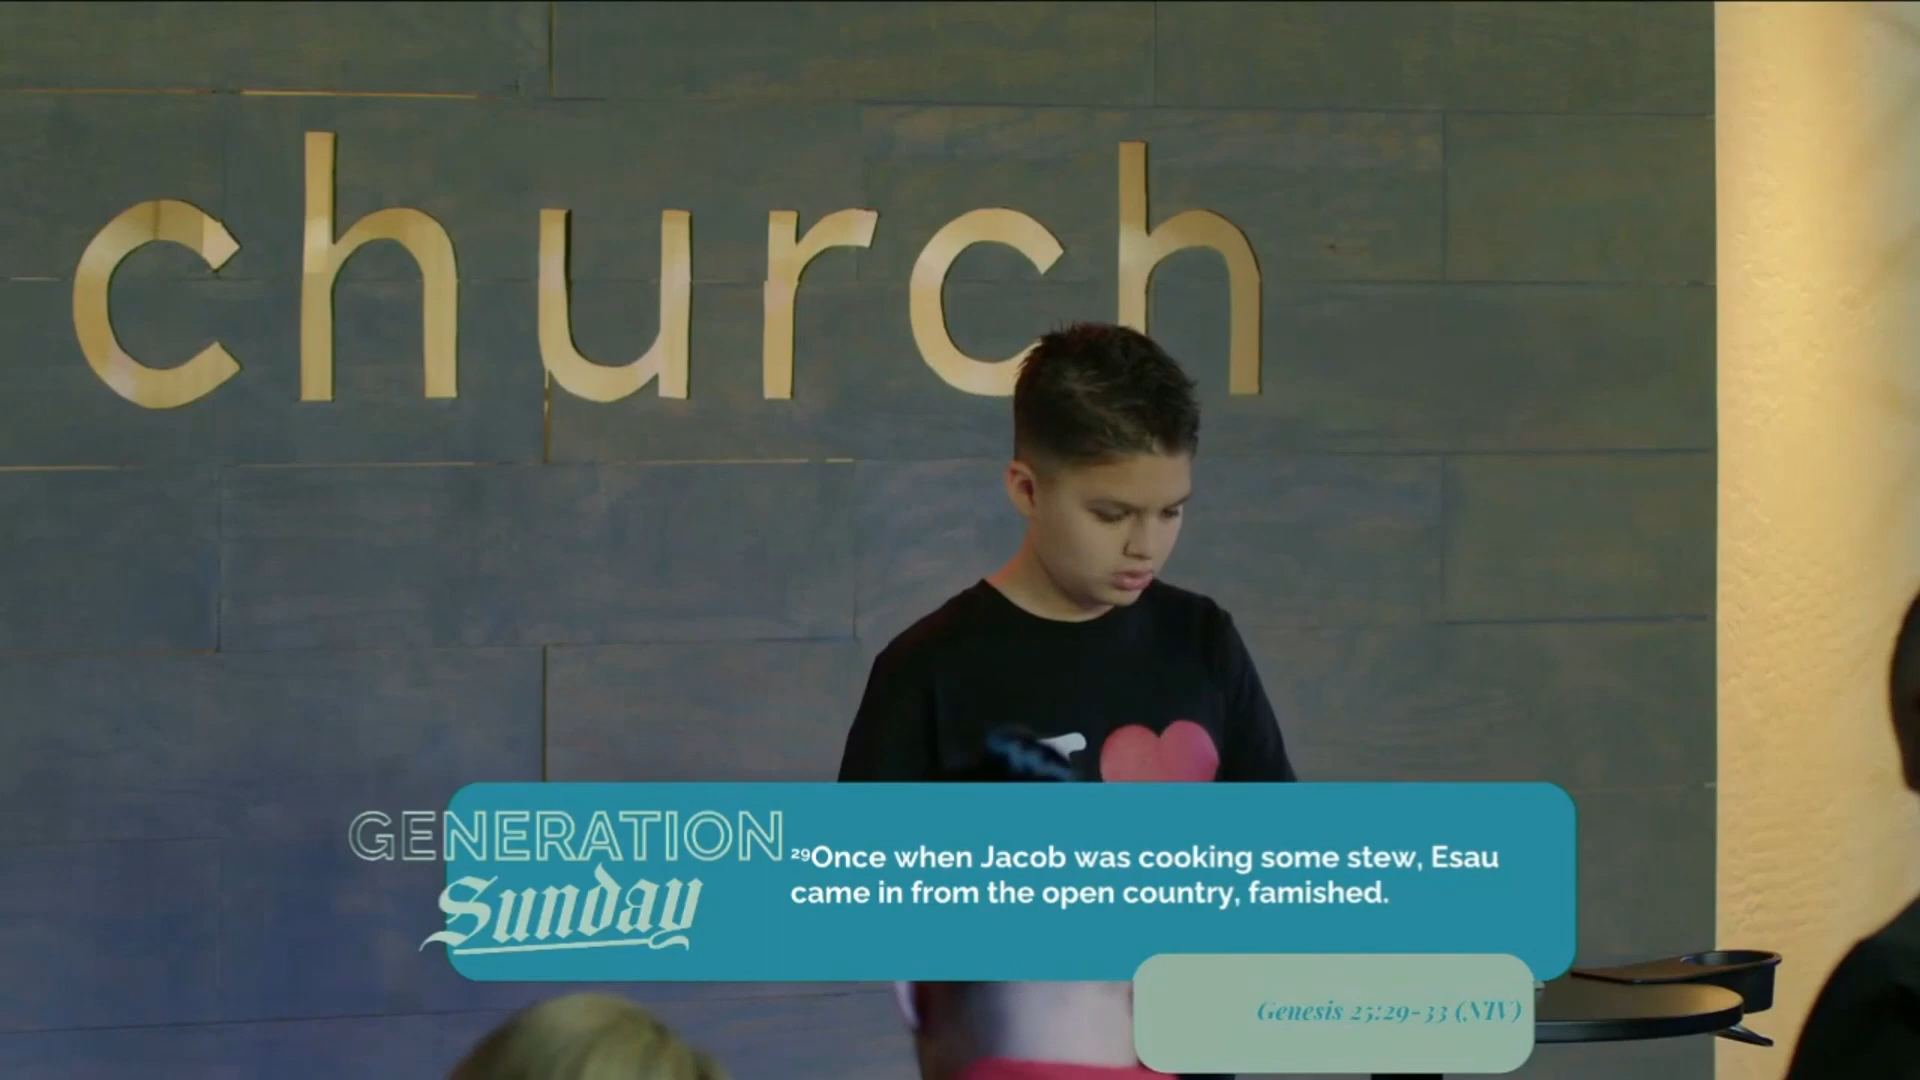 church
I
GENERATION
Sunday
²⁹Once when Jacob was cooking some stew, Esau
came in from the open country, famished.
Genesis 25:29-33 (NIV)